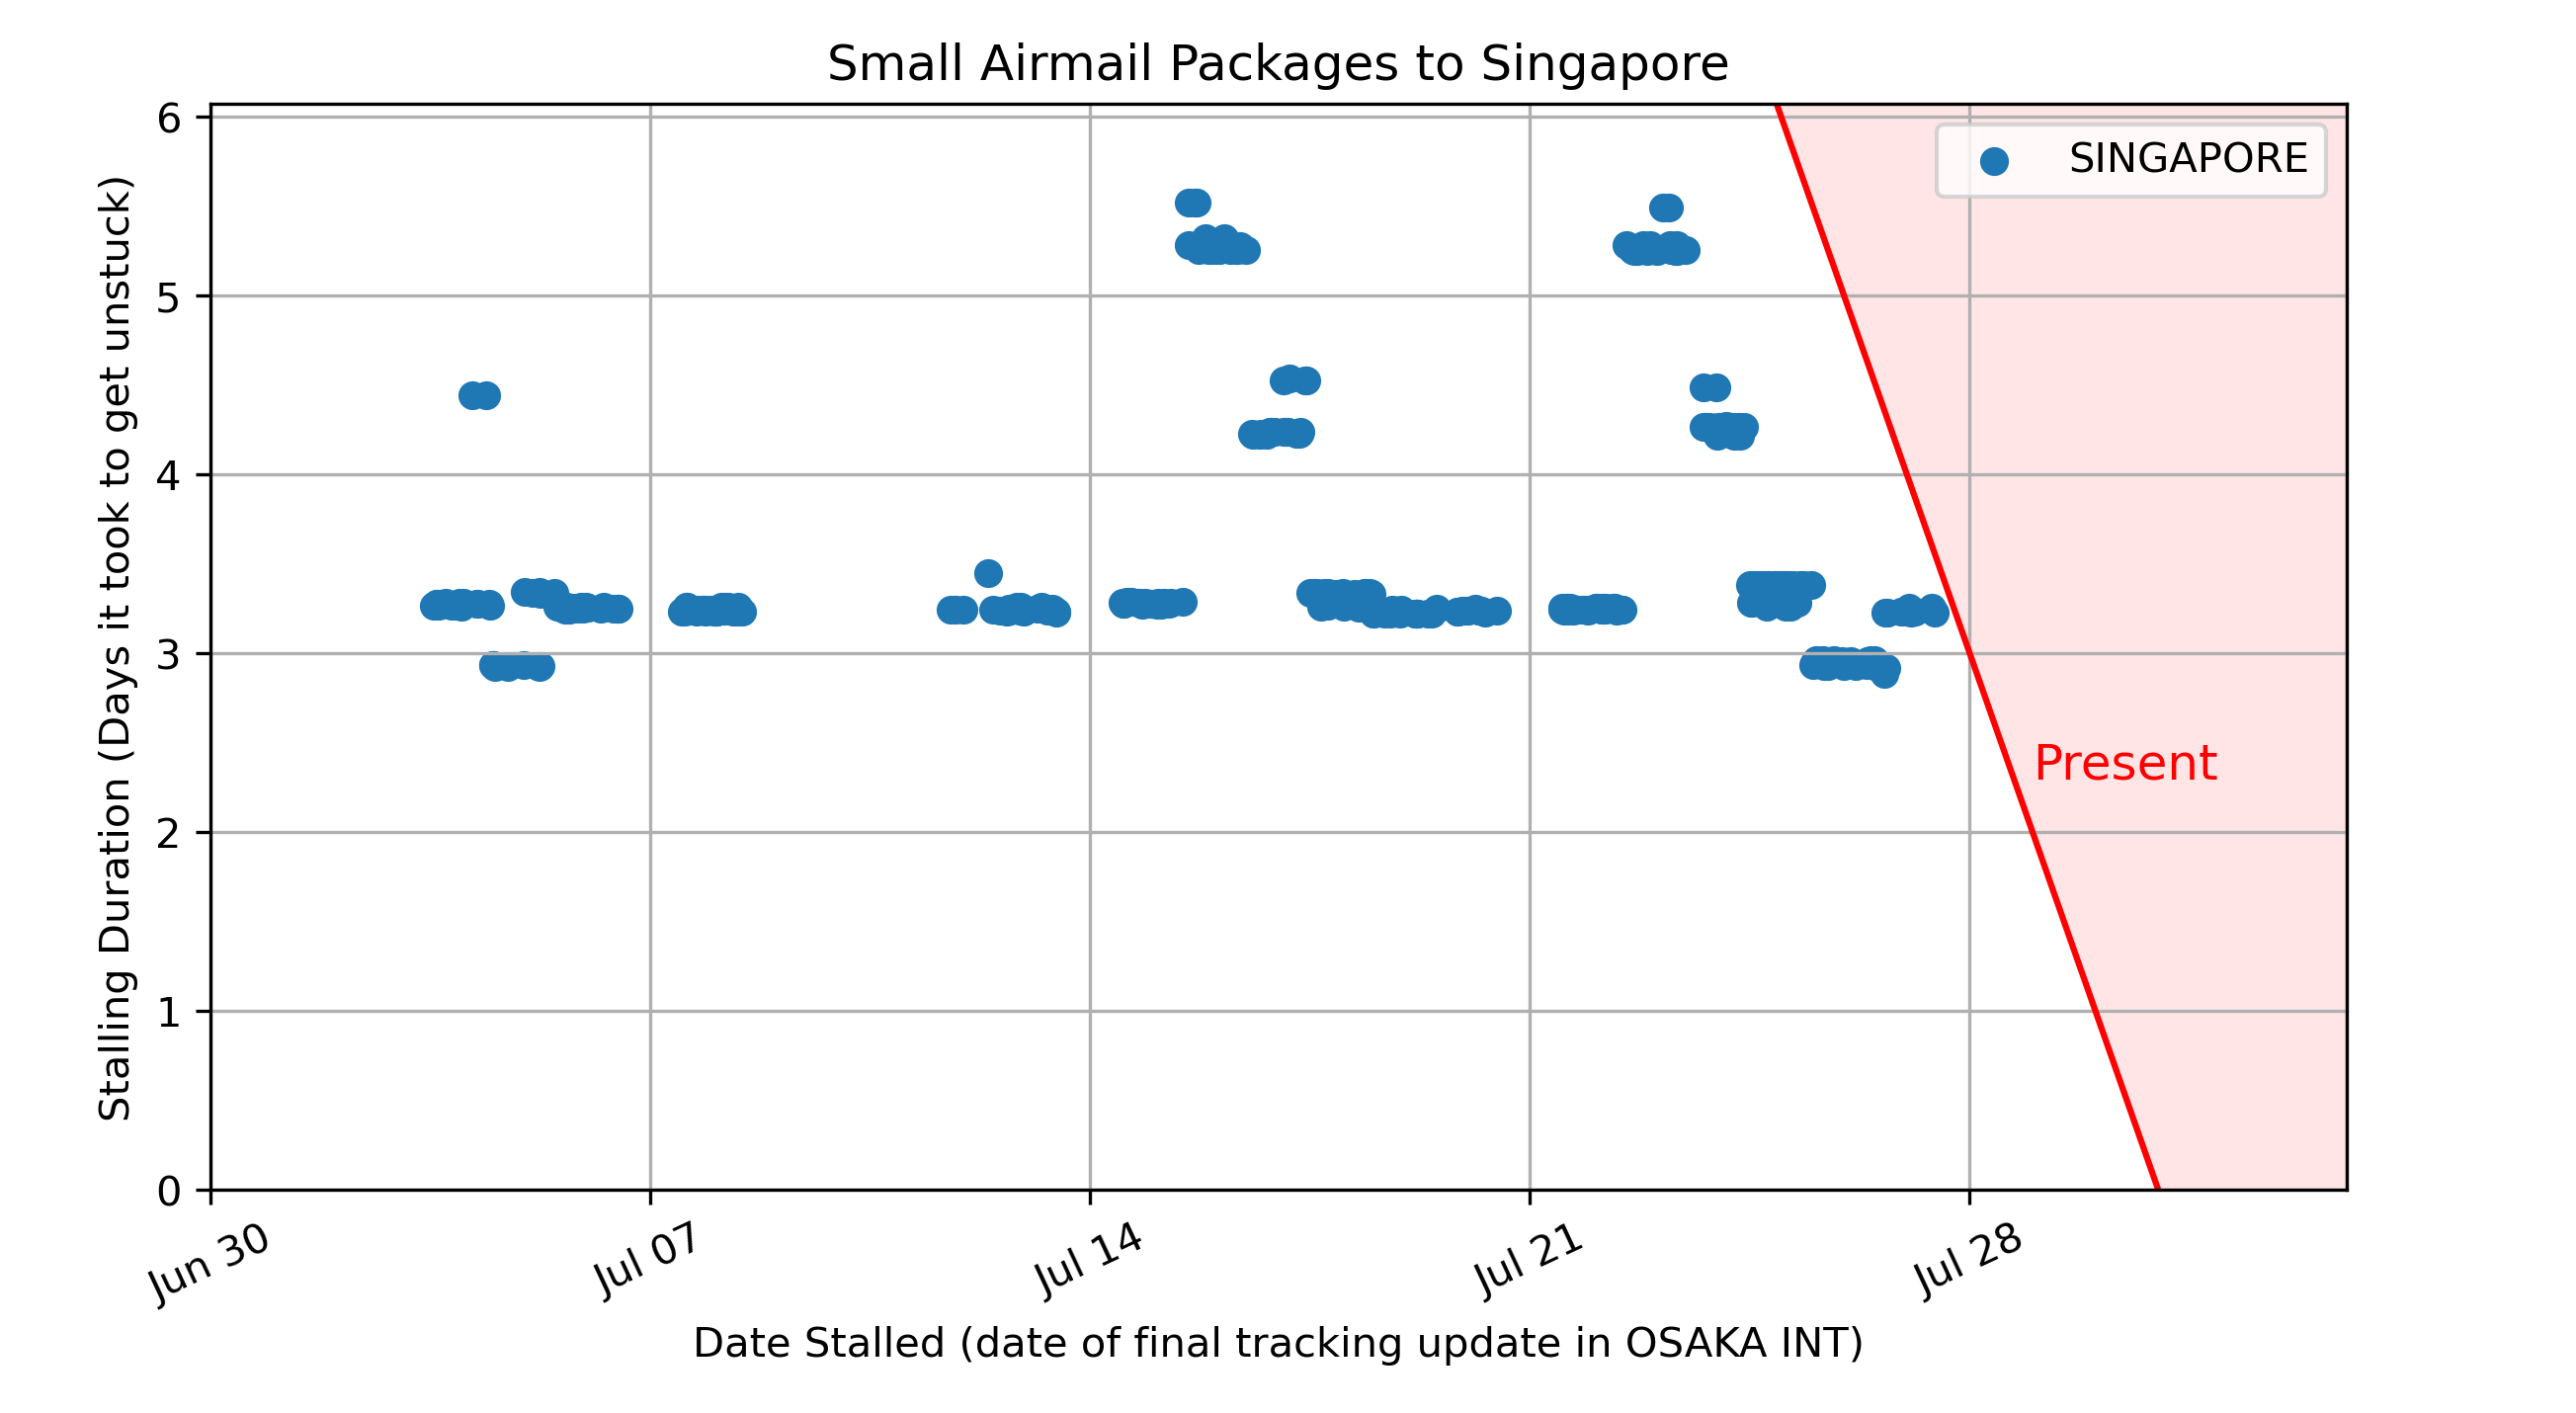 Small Airmail Packages to Singapore
Stalling Duration (Days it took to get unstuck)
6
5
4
3
2
1
0
SINGAPORE
Present
Jun 30
Jul 07
Jul 14
Jul 21
Jul 28
Date Stalled (date of final tracking update in OSAKA INT)